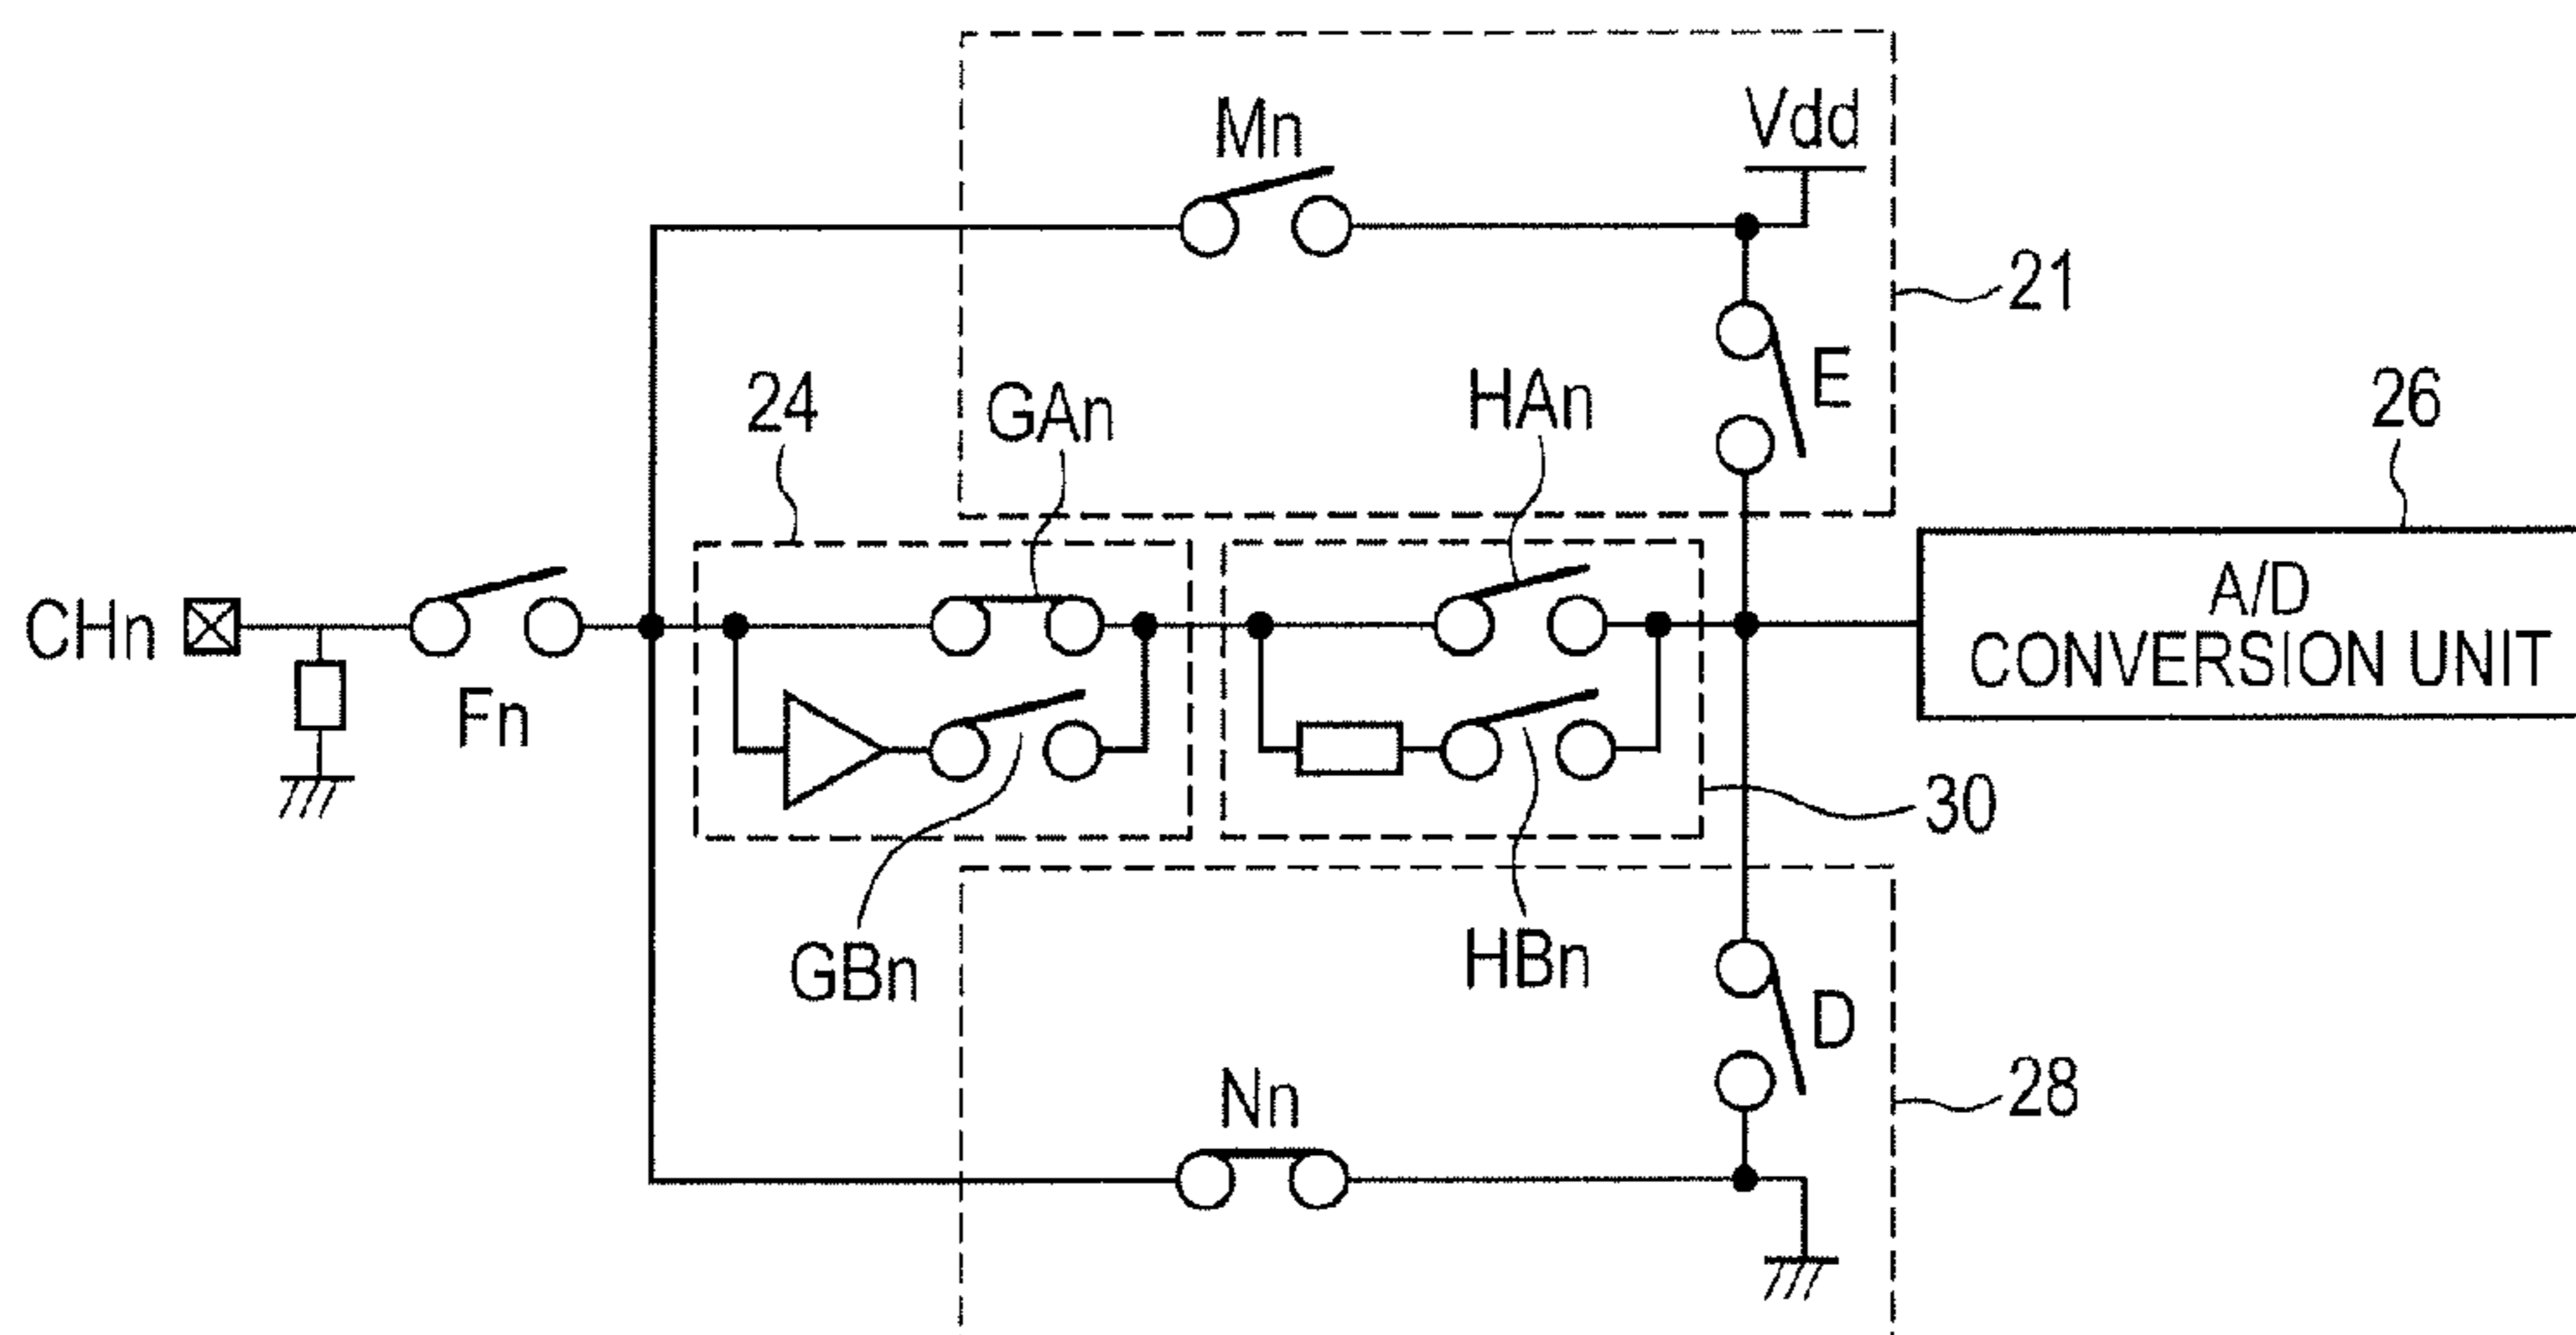 Mn
Vdd
21
E
24
GAn
HAn
26
CHn
Fn
A/D
CONVERSION UNIT
30
GBn
HBn
D
Nn
28